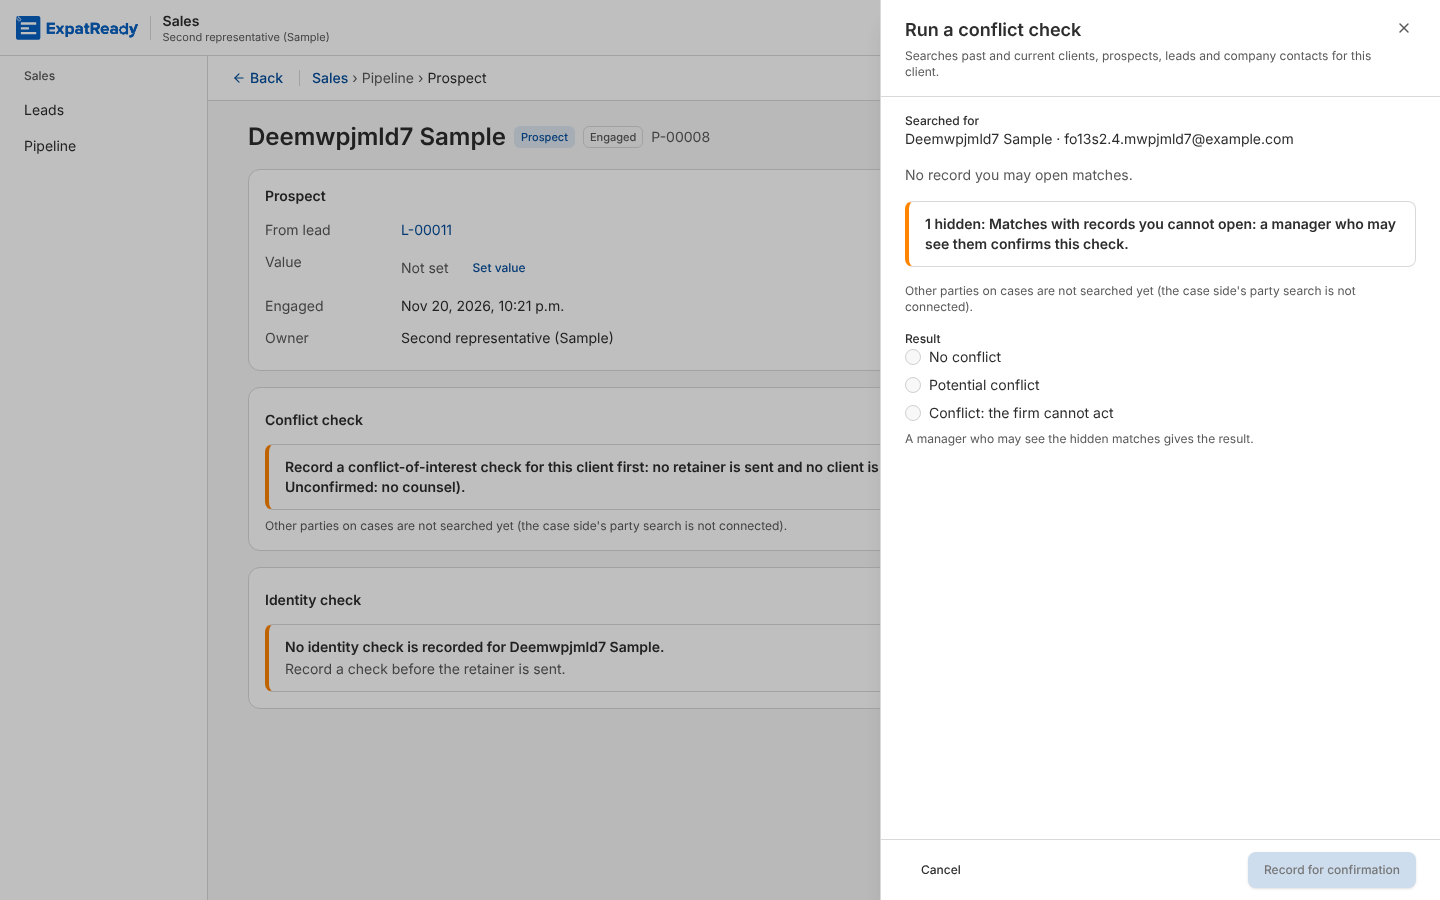 ExpatReady
Sales
Second representative (Sample)
Sales
Leads
Pipeline
← Back
Sales › Pipeline › Prospect
Deemwpjmld7 Sample
Prospect
Engaged
P-00008
Prospect
From lead
L-00011
Value
Not set
Set value
Engaged
Nov 20, 2026, 10:21 p.m.
Owner
Second representative (Sample)
Conflict check
Record a conflict-of-interest check for this client first: no retainer is sent and no client is
Unconfirmed: no counsel).
Other parties on cases are not searched yet (the case side's party search is not connected).
Identity check
No identity check is recorded for Deemwpjmld7 Sample.
Record a check before the retainer is sent.
Run a conflict check
Searches past and current clients, prospects, leads and company contacts for this
client.
Searched for
Deemwpjmld7 Sample · fo13s2.4.mwpjmld7@example.com
No record you may open matches.
1 hidden: Matches with records you cannot open: a manager who may
see them confirms this check.
Other parties on cases are not searched yet (the case side's party search is not
connected).
Result
No conflict
Potential conflict
Conflict: the firm cannot act
A manager who may see the hidden matches gives the result.
Cancel
Record for confirmation